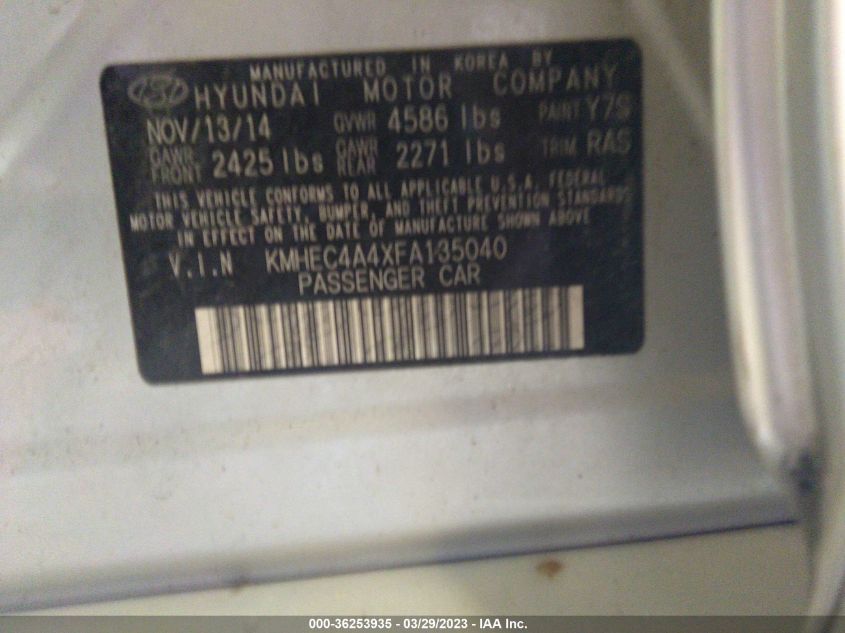 MANUFACTURED IN KOREA BY
HYUNDAI MOTOR COMPANY
NOV/13/14 GVWR 4586 lbs PAINT Y7S
GAWR FRONT 2425 lbs GAWR REAR 2271 lbs TRIM RAS
THIS VEHICLE CONFORMS TO ALL APPLICABLE U.S.A. FEDERAL
MOTOR VEHICLE SAFETY, BUMPER, AND THEFT PREVENTION STANDARDS
IN EFFECT ON THE DATE OF MANUFACTURE SHOWN ABOVE
V.I.N KMHEC4A4XFA135040
PASSENGER CAR
000-36253935 - 03/29/2023 - IAA Inc.